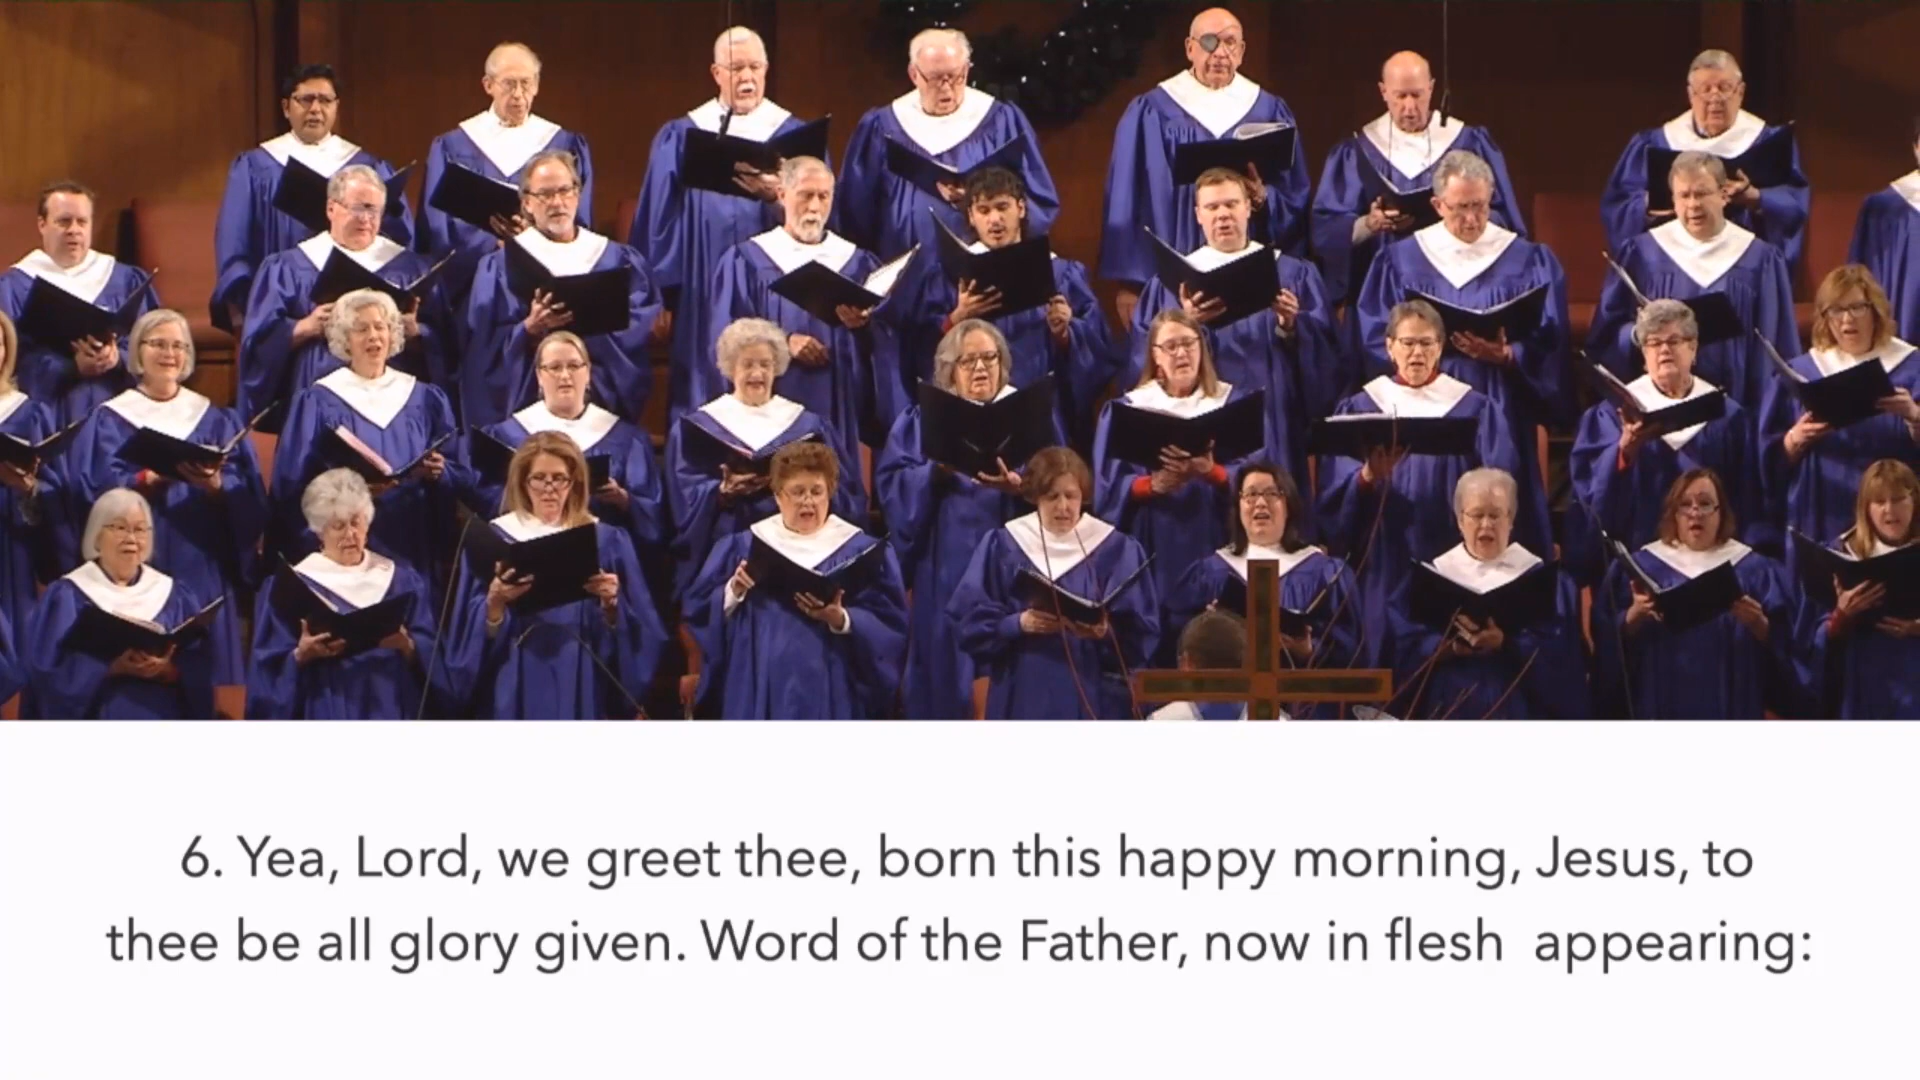 6. Yea, Lord, we greet thee, born this happy morning, Jesus, to
thee be all glory given. Word of the Father, now in flesh appearing: